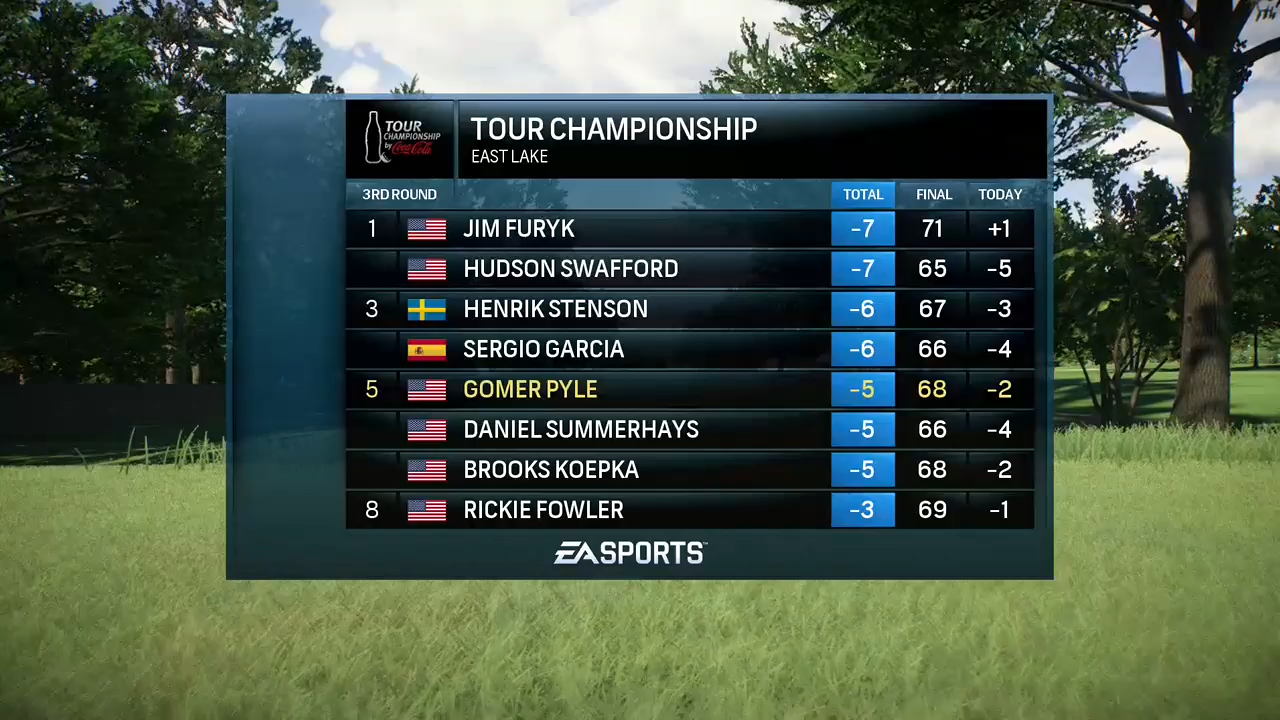 TOUR CHAMPIONSHIP by Coca-Cola
TOUR CHAMPIONSHIP
EAST LAKE
3RD ROUND TOTAL FINAL TODAY
1 JIM FURYK -7 71 +1
HUDSON SWAFFORD -7 65 -5
3 HENRIK STENSON -6 67 -3
SERGIO GARCIA -6 66 -4
5 GOMER PYLE -5 68 -2
DANIEL SUMMERHAYS -5 66 -4
BROOKS KOEPKA -5 68 -2
8 RICKIE FOWLER -3 69 -1
EA SPORTS™